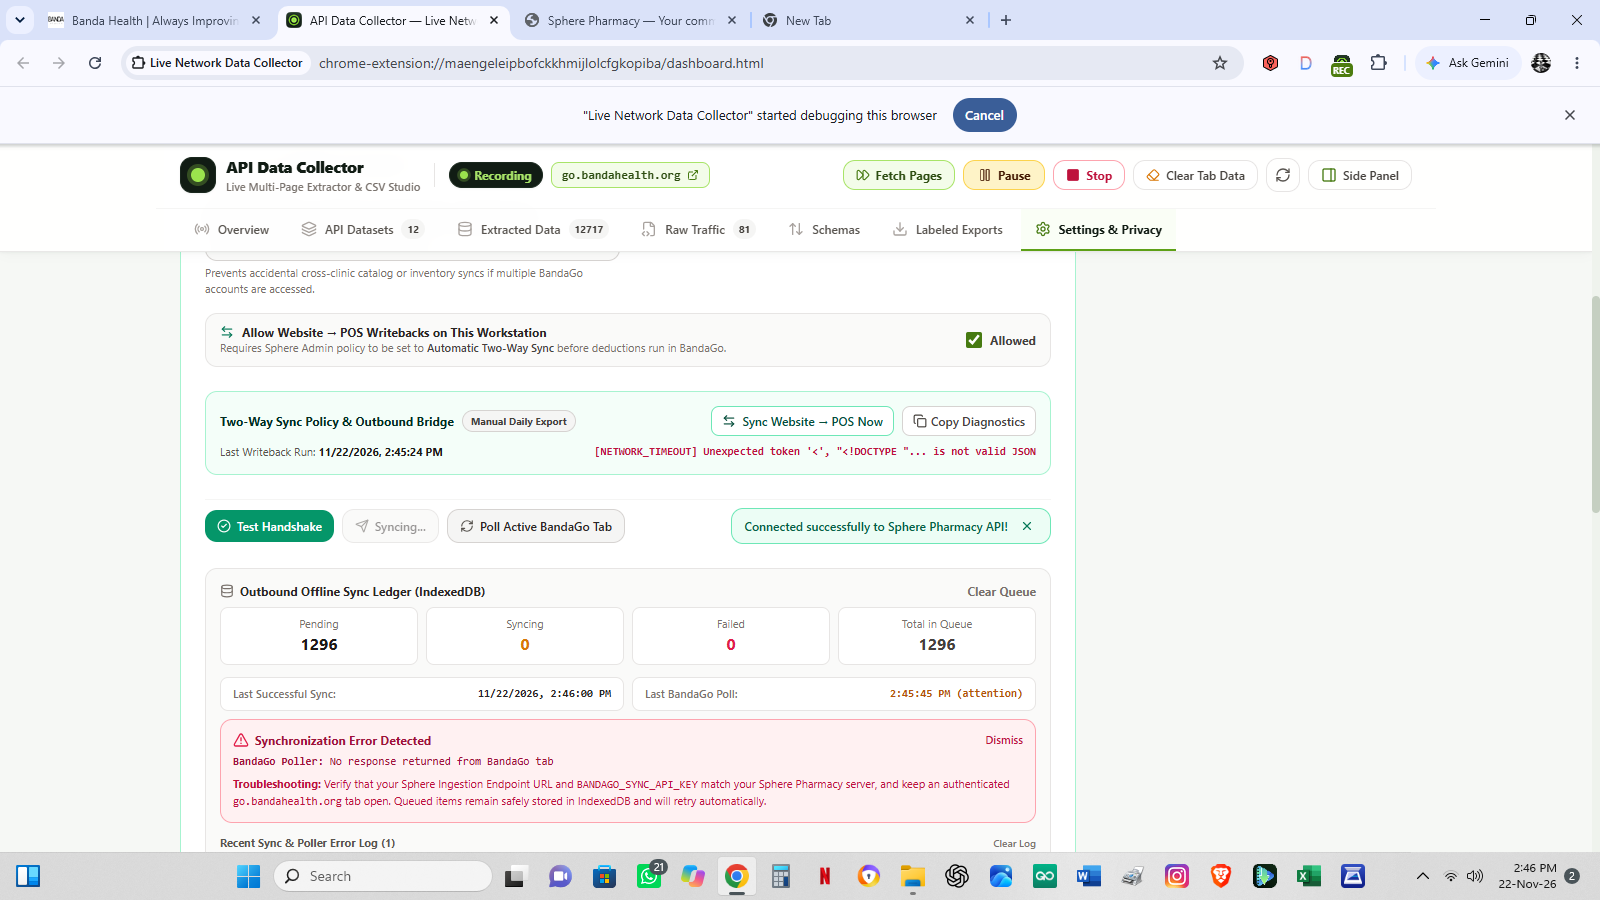 Banda Health | Always Improvin
API Data Collector — Live Netw
Sphere Pharmacy — Your com
New Tab
Live Network Data Collector
chrome-extension://maengeleipbofckkhmijlolcfgkopiba/dashboard.html
REC
Ask Gemini
"Live Network Data Collector" started debugging this browser
Cancel
API Data Collector
Live Multi-Page Extractor & CSV Studio
Recording
go.bandahealth.org
Fetch Pages
Pause
Stop
Clear Tab Data
Side Panel
Overview
API Datasets 12
Extracted Data 12717
Raw Traffic 81
Schemas
Labeled Exports
Settings & Privacy
Prevents accidental cross-clinic catalog or inventory syncs if multiple BandaGo
accounts are accessed.
Allow Website → POS Writebacks on This Workstation
Requires Sphere Admin policy to be set to Automatic Two-Way Sync before deductions run in BandaGo.
Allowed
Two-Way Sync Policy & Outbound Bridge
Manual Daily Export
Sync Website → POS Now
Copy Diagnostics
Last Writeback Run: 11/22/2026, 2:45:24 PM
[NETWORK_TIMEOUT] Unexpected token '<', "<!DOCTYPE "... is not valid JSON
Test Handshake
Syncing...
Poll Active BandaGo Tab
Connected successfully to Sphere Pharmacy API!
Outbound Offline Sync Ledger (IndexedDB)
Clear Queue
Pending
1296
Syncing
0
Failed
0
Total in Queue
1296
Last Successful Sync: 11/22/2026, 2:46:00 PM
Last BandaGo Poll: 2:45:45 PM (attention)
Synchronization Error Detected
Dismiss
BandaGo Poller: No response returned from BandaGo tab
Troubleshooting: Verify that your Sphere Ingestion Endpoint URL and BANDAGO_SYNC_API_KEY match your Sphere Pharmacy server, and keep an authenticated
go.bandahealth.org tab open. Queued items remain safely stored in IndexedDB and will retry automatically.
Recent Sync & Poller Error Log (1)
Clear Log
Search
21
2:46 PM
22-Nov-26
2